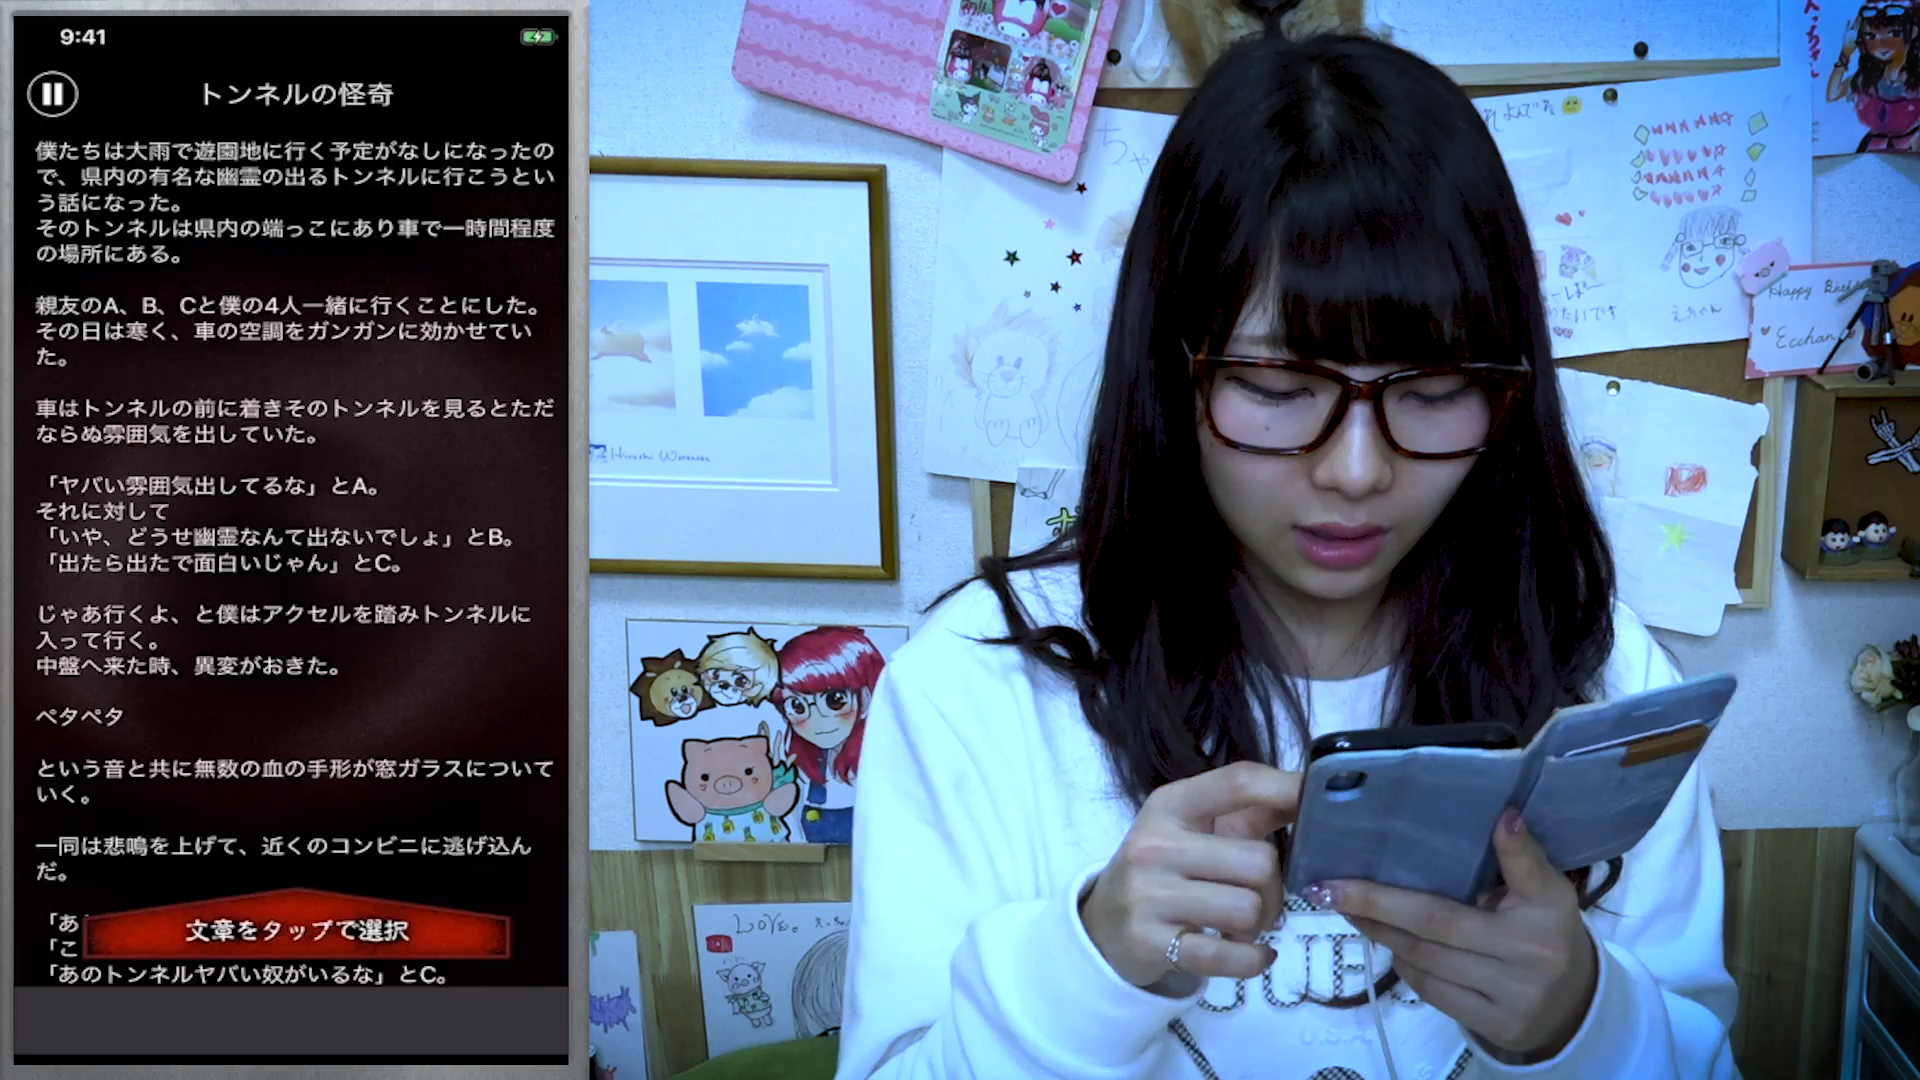 9:41
トンネルの怪奇
僕たちは大雨で遊園地に行く予定がなしになったの
で、県内の有名な幽霊の出るトンネルに行こうとい
う話になった。
そのトンネルは県内の端っこにあり車で一時間程度
の場所にある。
親友のA、B、Cと僕の4人一緒に行くことにした。
その日は寒く、車の空調をガンガンに効かせてい
た。
車はトンネルの前に着きそのトンネルを見るとただ
ならぬ雰囲気を出していた。
「ヤバい雰囲気出してるな」とA。
それに対して
「いや、どうせ幽霊なんて出ないでしょ」とB。
「出たら出たで面白いじゃん」とC。
じゃあ行くよ、と僕はアクセルを踏みトンネルに
入って行く。
中盤へ来た時、異変がおきた。
ペタペタ
という音と共に無数の血の手形が窓ガラスについて
いく。
一同は悲鳴を上げて、近くのコンビニに逃げ込ん
だ。
「あ
「こ
文章をタップで選択
「あのトンネルヤバい奴がいるな」とC。
えっちゃん
Happy Birth
Ecchan
LOVE。
U.S.A.